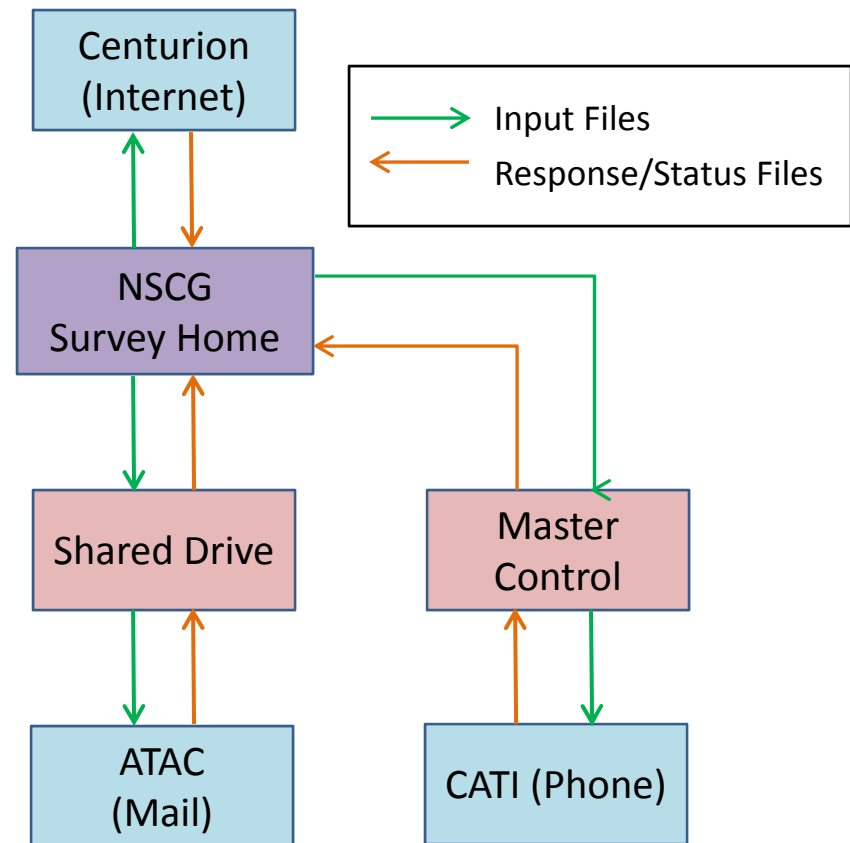 Centurion
(Internet)
Input Files
Response/Status Files
NSCG
Survey Home
Shared Drive
Master
Control
ATAC
(Mail)
CATI (Phone)